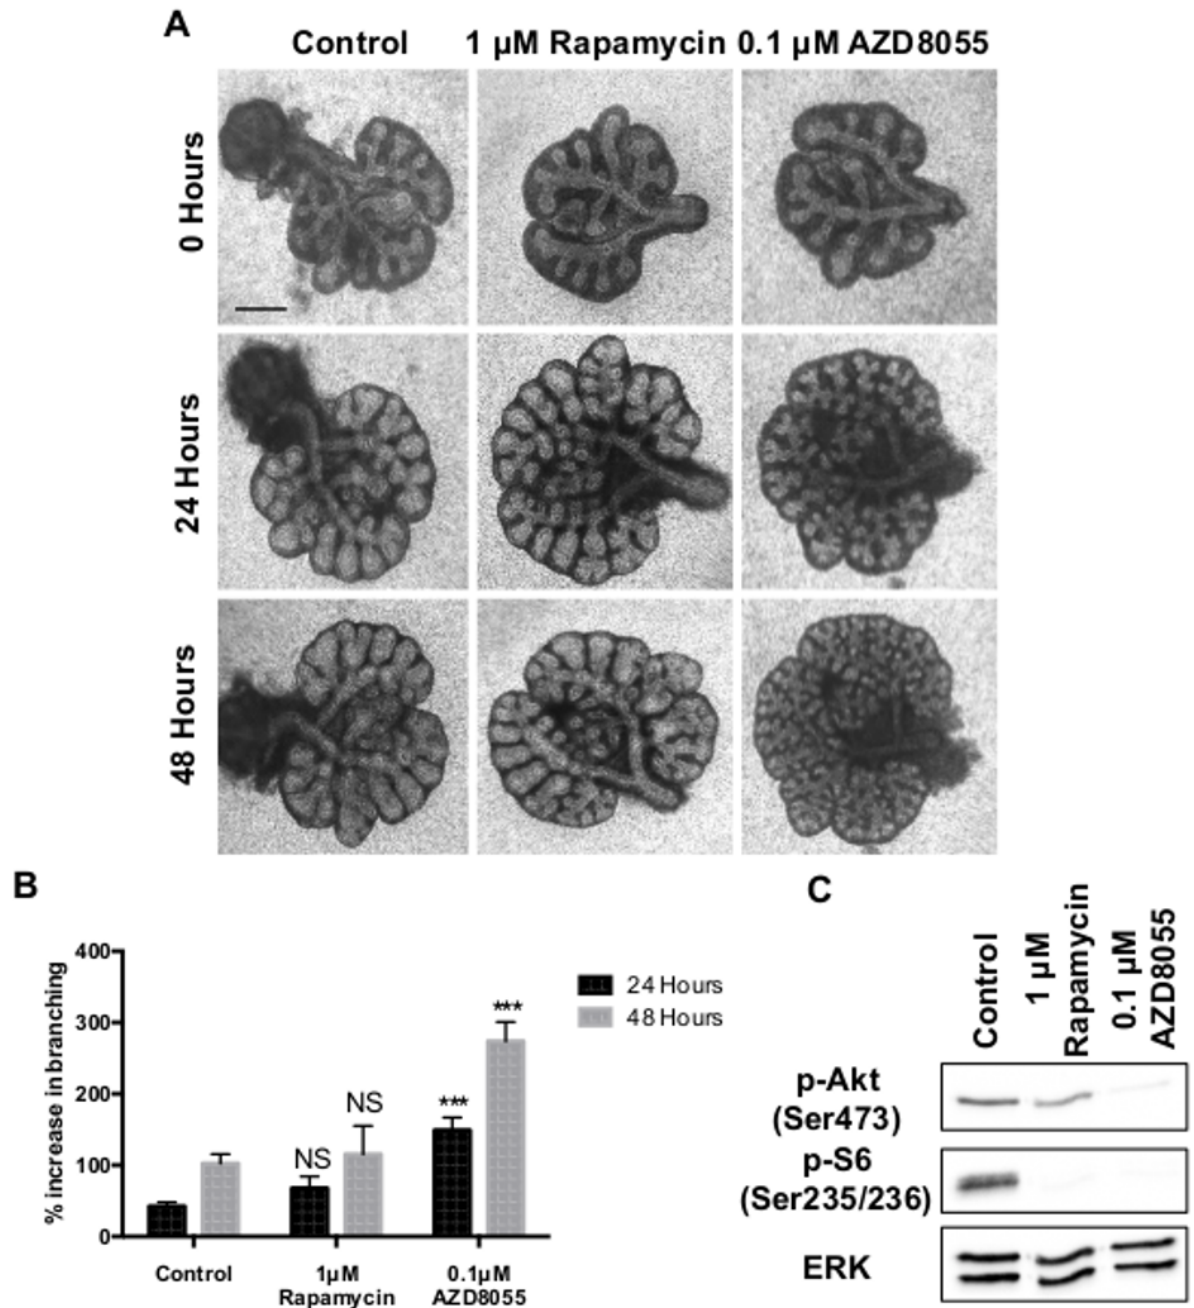 A
Control 1 µM Rapamycin 0.1 µM AZD8055
0 Hours
24 Hours
48 Hours
B
% increase in branching
400
300
200
100
0
NS
NS
***
***
24 Hours
48 Hours
Control
1µM
Rapamycin
0.1µM
AZD8055
C
Control
1 µM
Rapamycin
0.1 µM
AZD8055
p-Akt
(Ser473)
p-S6
(Ser235/236)
ERK